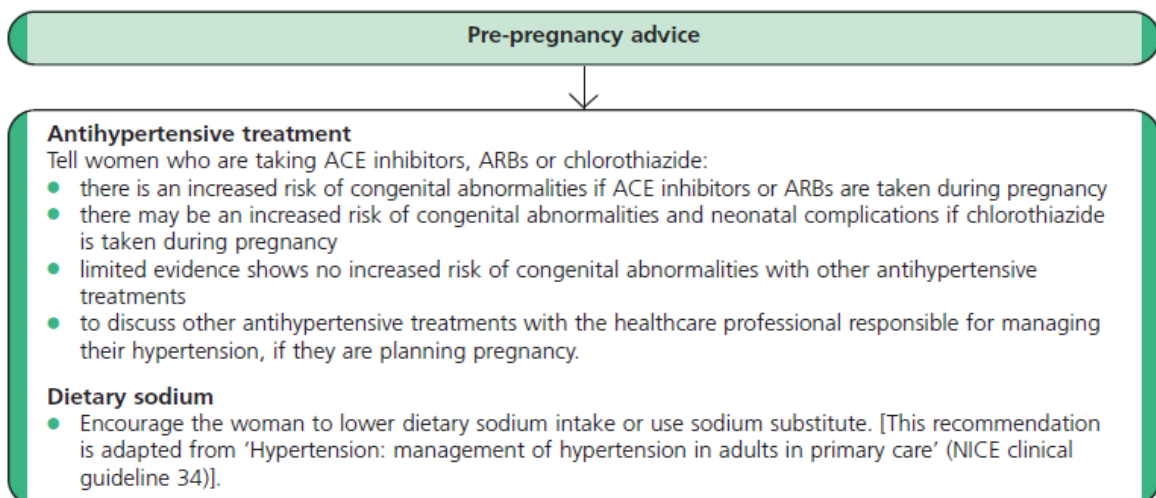 Pre-pregnancy advice
Antihypertensive treatment
Tell women who are taking ACE inhibitors, ARBs or chlorothiazide:
● there is an increased risk of congenital abnormalities if ACE inhibitors or ARBs are taken during pregnancy
● there may be an increased risk of congenital abnormalities and neonatal complications if chlorothiazide
is taken during pregnancy
● limited evidence shows no increased risk of congenital abnormalities with other antihypertensive
treatments
● to discuss other antihypertensive treatments with the healthcare professional responsible for managing
their hypertension, if they are planning pregnancy.
Dietary sodium
● Encourage the woman to lower dietary sodium intake or use sodium substitute. [This recommendation
is adapted from ‘Hypertension: management of hypertension in adults in primary care’ (NICE clinical
guideline 34)].